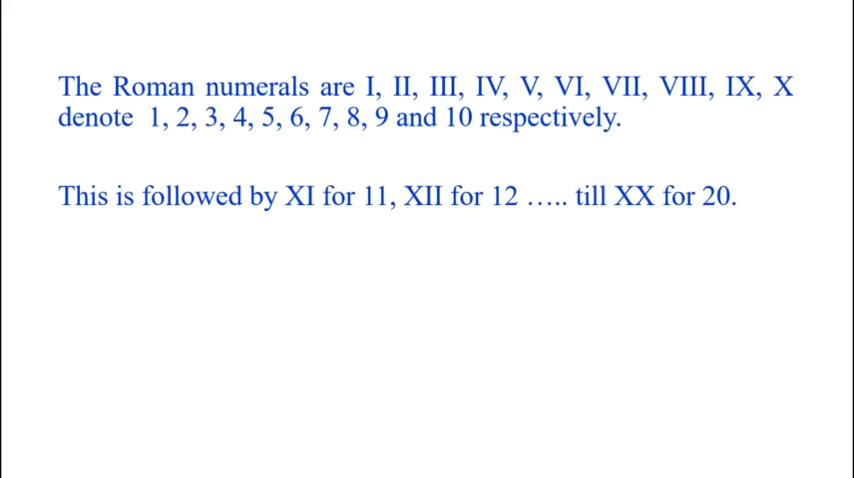 The Roman numerals are I, II, III, IV, V, VI, VII, VIII, IX, X
denote 1, 2, 3, 4, 5, 6, 7, 8, 9 and 10 respectively.
This is followed by XI for 11, XII for 12 ….. till XX for 20.